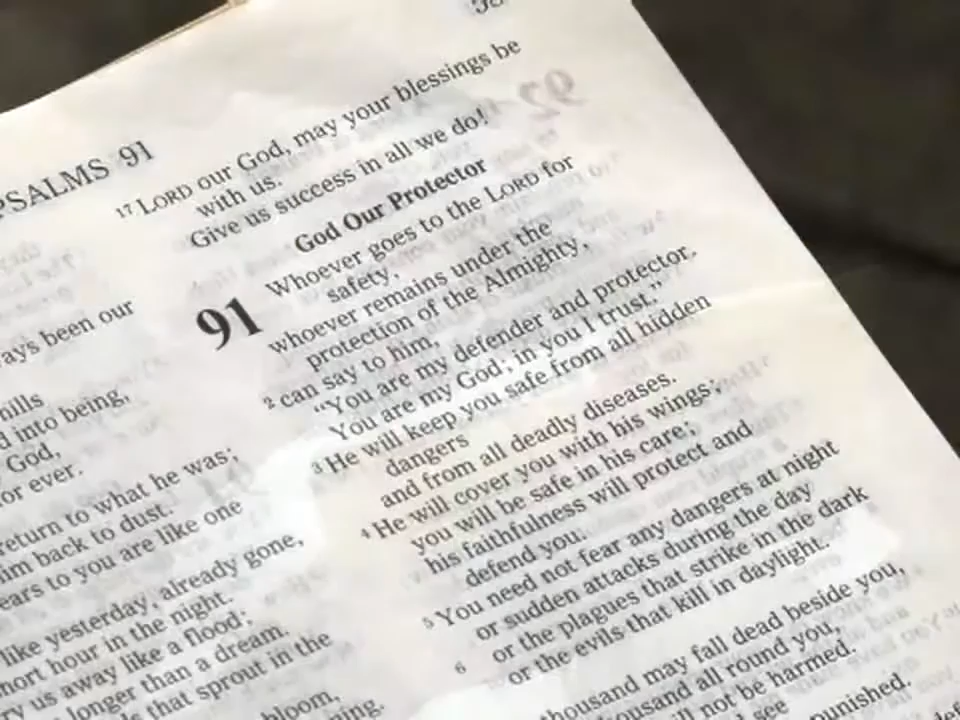 PSALMS 91
ays been our
hills
d into being,
God,
or ever.
return to what he was;
im back to dust.
ears to you are like one
like yesterday, already gone,
hort hour in the night.
y us away like a flood;
longer than a dream.
s that sprout in the
bloom,
17 LORD our God, may your blessings be
with us.
Give us success in all we do!
God Our Protector
91
Whoever goes to the LORD for
safety,
whoever remains under the
protection of the Almighty,
2 can say to him,
"You are my defender and protector.
You are my God; in you I trust."
3 He will keep you safe from all hidden
dangers
and from all deadly diseases.
4 He will cover you with his wings;
you will be safe in his care;
his faithfulness will protect and
defend you.
5 You need not fear any dangers at night
or sudden attacks during the day
6 or the plagues that strike in the dark
or the evils that kill in daylight.
thousand may fall dead beside you,
thousand all round you,
ll not be harmed.
see
punished.